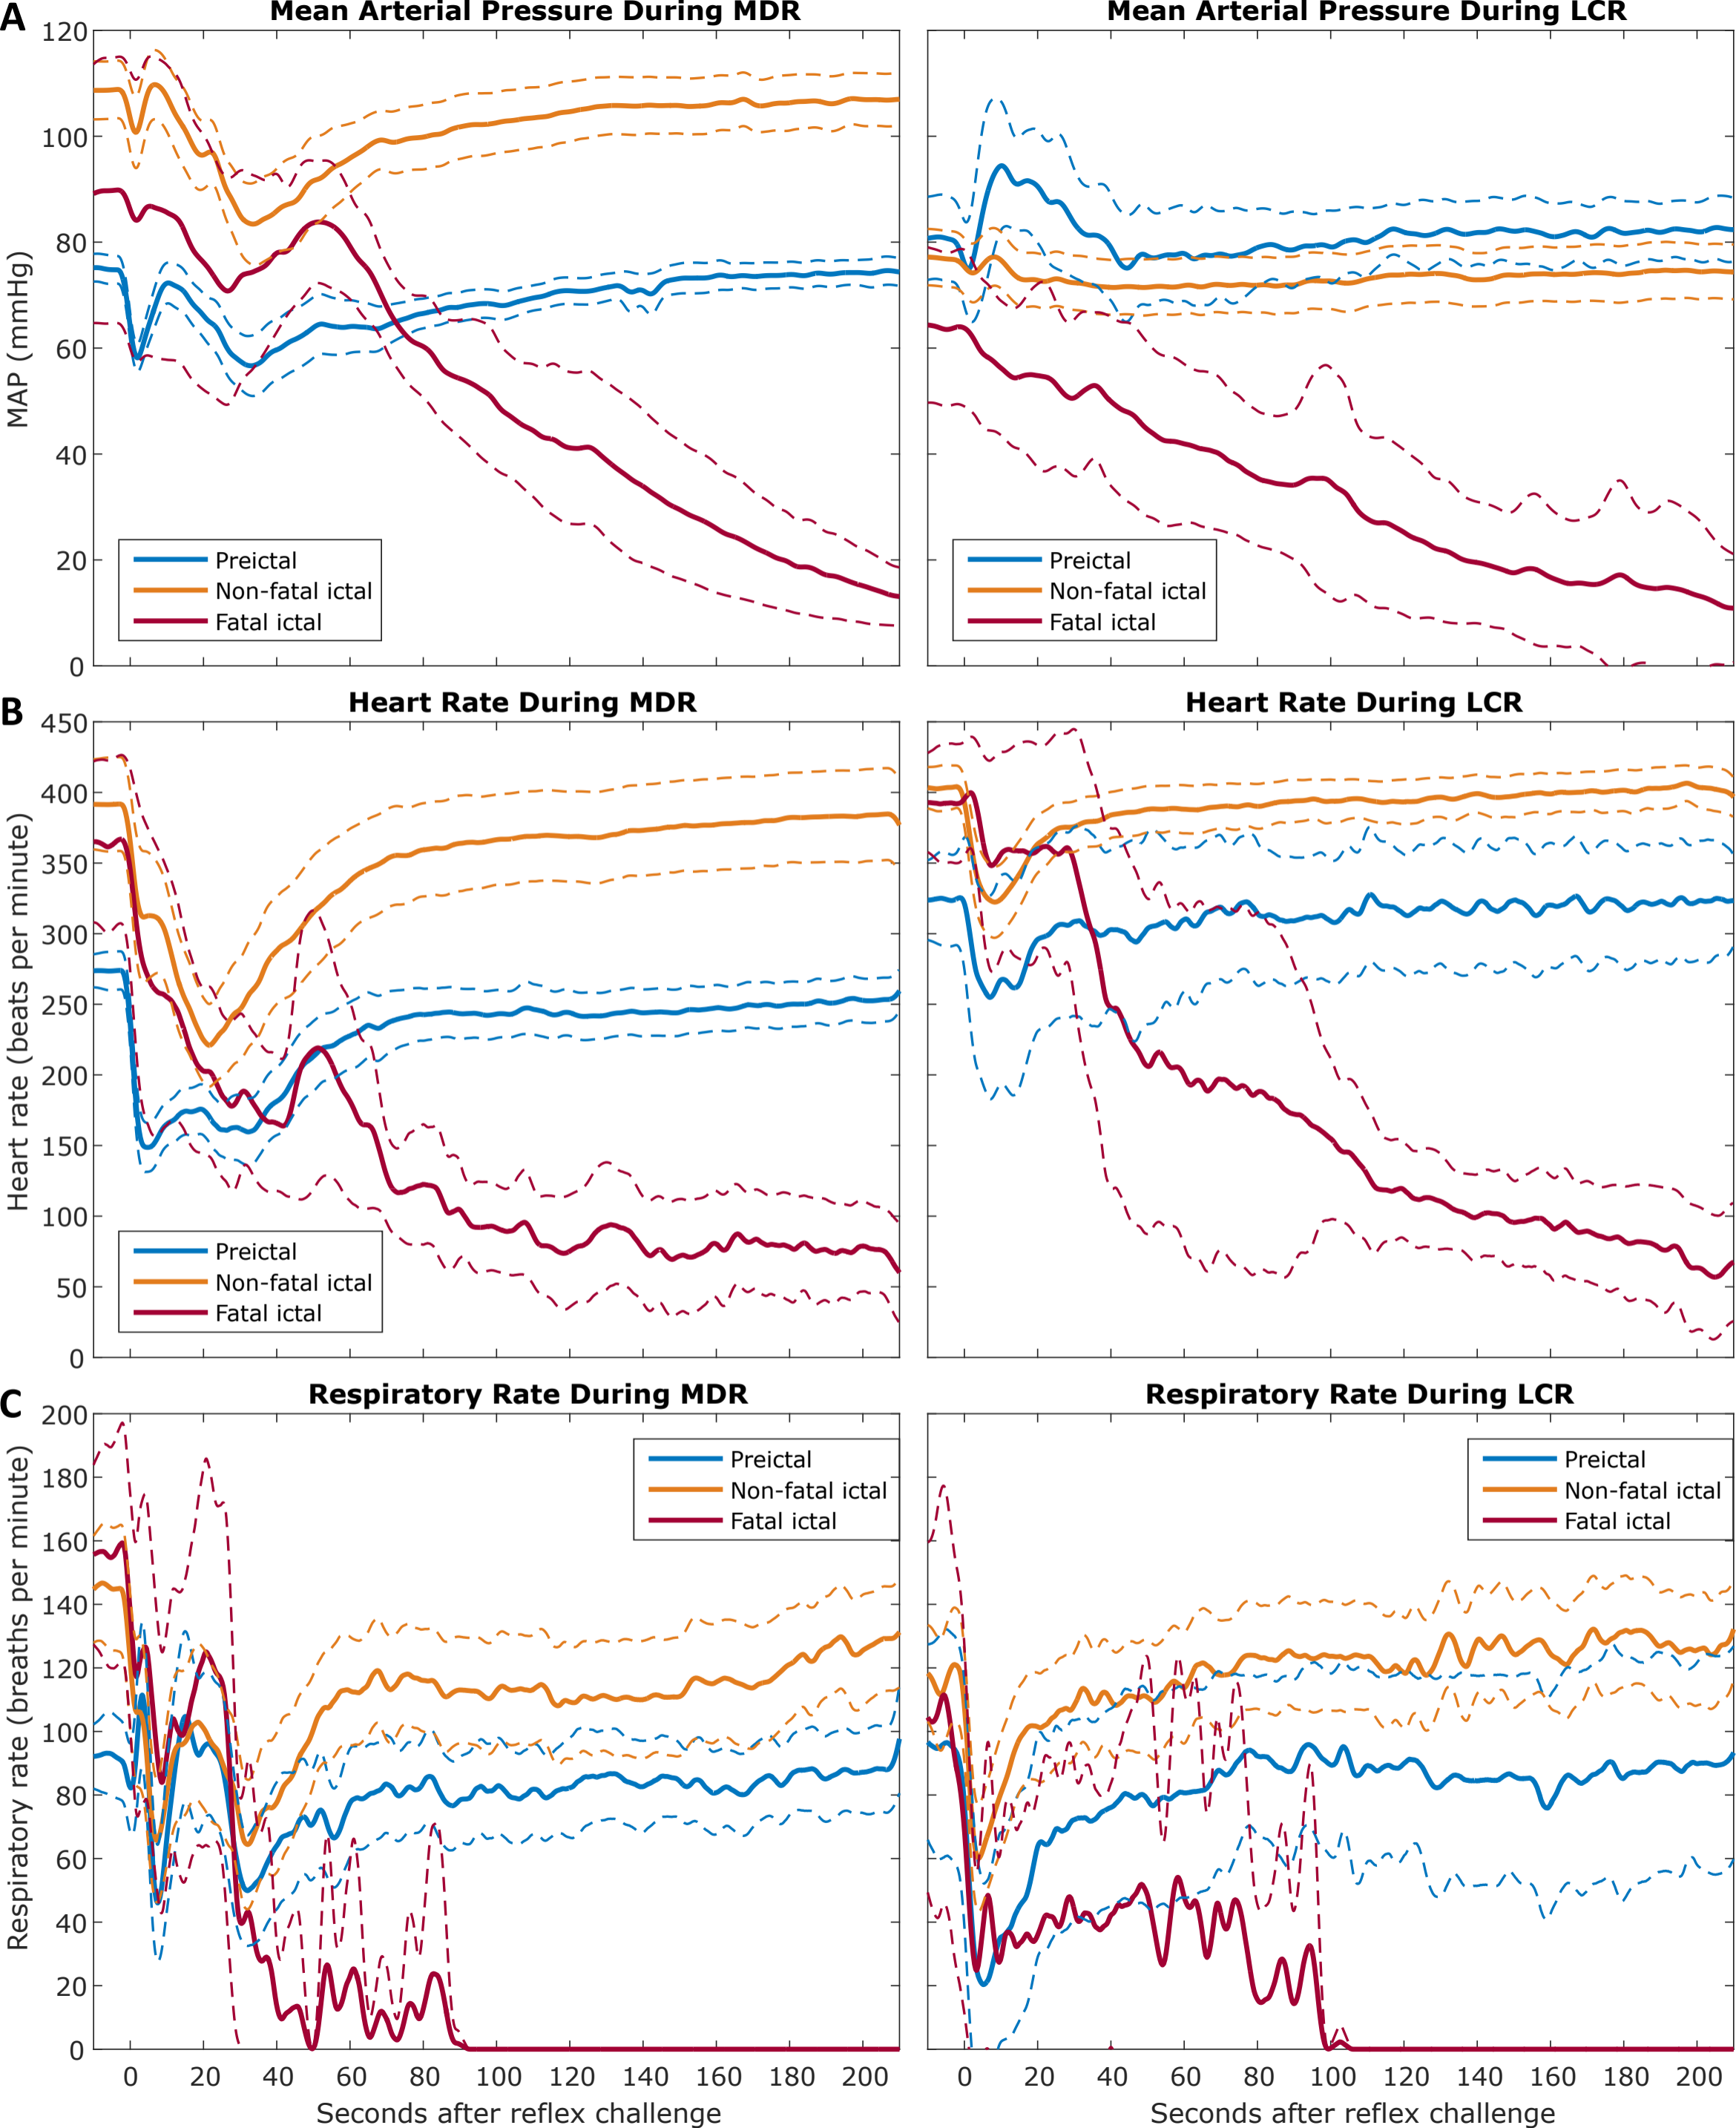 A
Mean Arterial Pressure During MDR
Mean Arterial Pressure During LCR
MAP (mmHg)
120
100
80
60
40
20
0
Preictal
Non-fatal ictal
Fatal ictal
Preictal
Non-fatal ictal
Fatal ictal
B
Heart Rate During MDR
Heart Rate During LCR
Heart rate (beats per minute)
450
400
350
300
250
200
150
100
50
0
Preictal
Non-fatal ictal
Fatal ictal
C
Respiratory Rate During MDR
Respiratory Rate During LCR
Respiratory rate (breaths per minute)
200
180
160
140
120
100
80
60
40
20
0
Preictal
Non-fatal ictal
Fatal ictal
Preictal
Non-fatal ictal
Fatal ictal
0 20 40 60 80 100 120 140 160 180 200
0 20 40 60 80 100 120 140 160 180 200
Seconds after reflex challenge
Seconds after reflex challenge